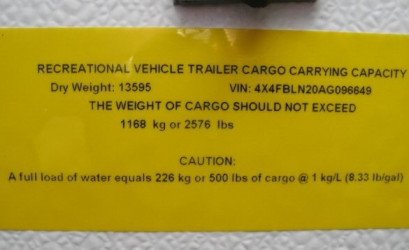 RECREATIONAL VEHICLE TRAILER CARGO CARRYING CAPACITY
Dry Weight: 13595 VIN: 4X4FBLN20AG096649
THE WEIGHT OF CARGO SHOULD NOT EXCEED
1168 kg or 2576 lbs
CAUTION:
A full load of water equals 226 kg or 500 lbs of cargo @ 1 kg/L (8.33 lb/gal)